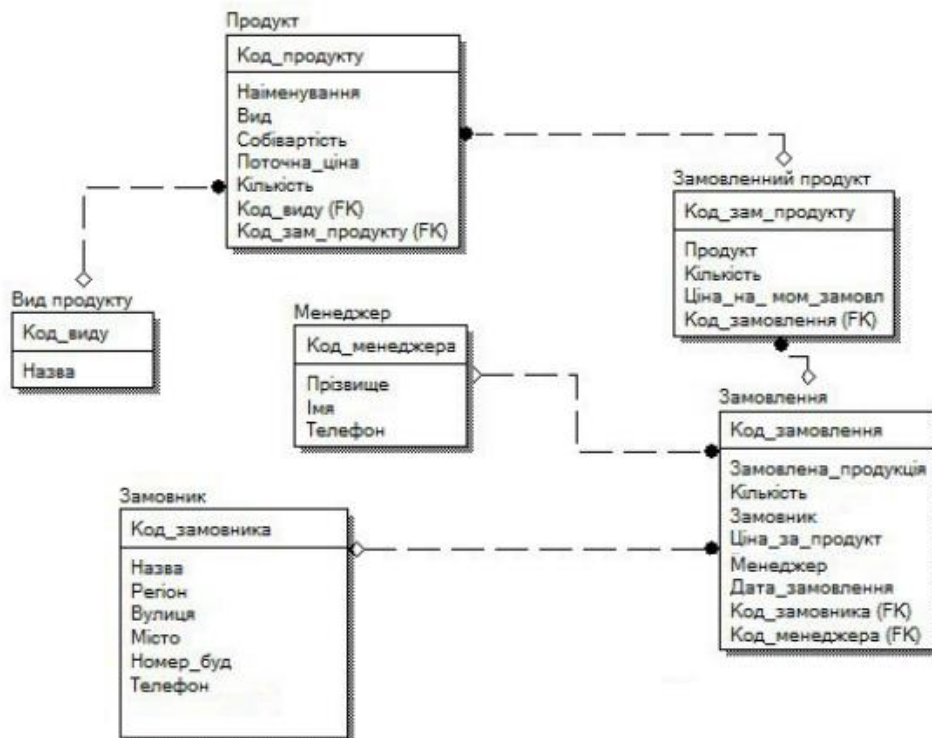 Продукт
Код_продукту
Наіменування
Вид
Собівартість
Поточна_ціна
Кількість
Код_виду (FK)
Код_зам_продукту (FK)
Замовленний продукт
Код_зам_продукту
Продукт
Кількість
Ціна_на_ мом_замовл
Код_замовлення (FK)
Вид продукту
Код_виду
Назва
Менеджер
Код_менеджера
Прізвище
Імя
Телефон
Замовлення
Код_замовлення
Замовлена_продукція
Кількість
Замовник
Ціна_за_продукт
Менеджер
Дата_замовлення
Код_замовника (FK)
Код_менеджера (FK)
Замовник
Код_замовника
Назва
Регіон
Вулиця
Місто
Номер_буд
Телефон